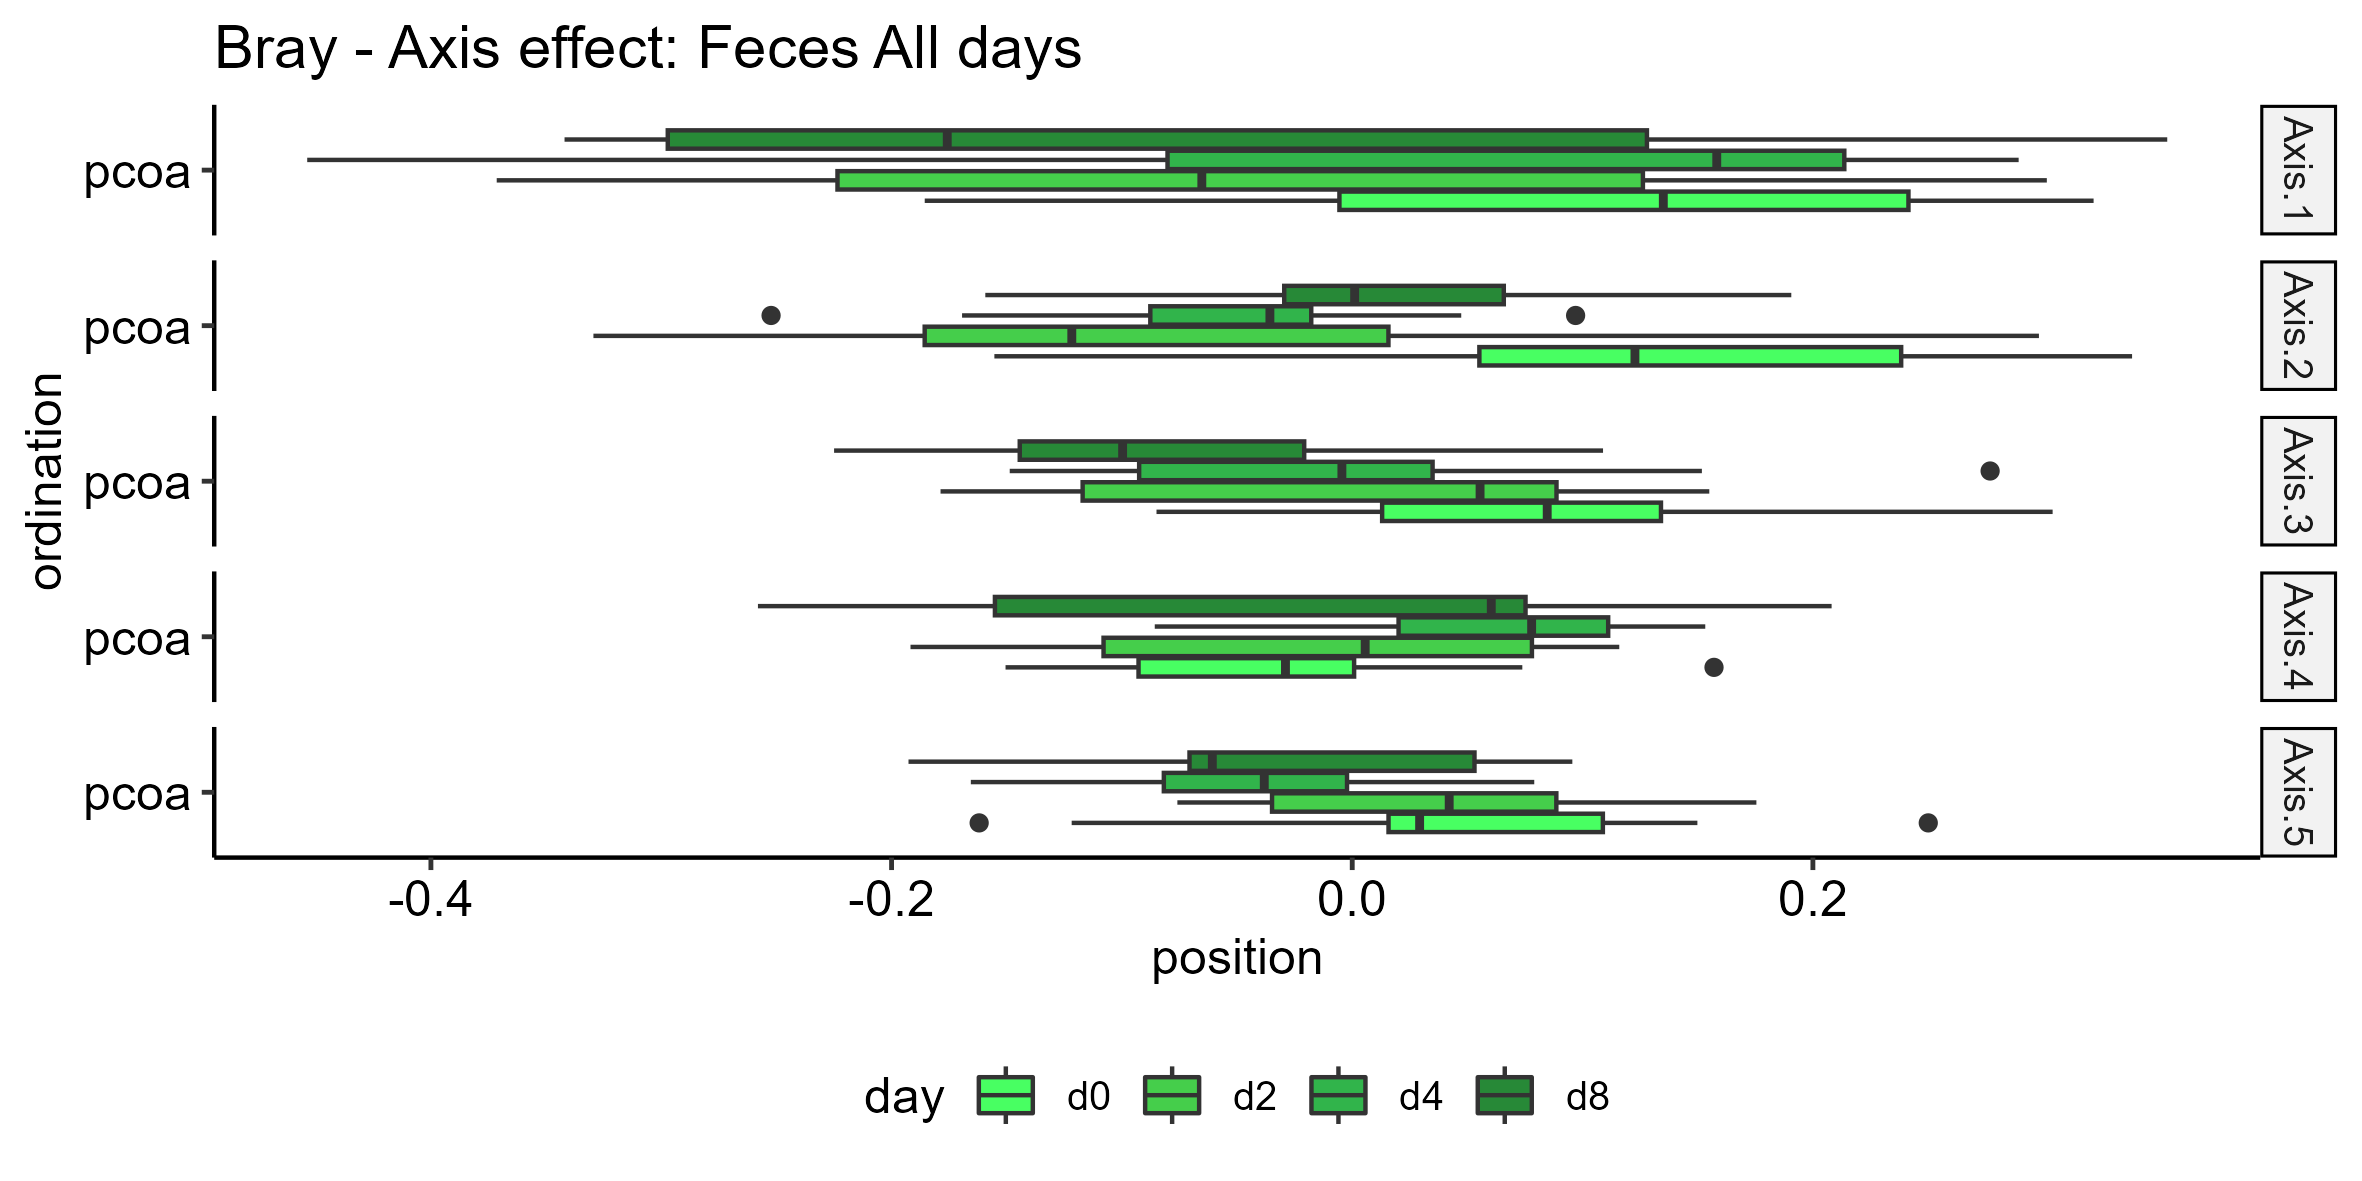 Bray - Axis effect: Feces All days
ordination
pcoa
Axis.1
pcoa
Axis.2
pcoa
Axis.3
pcoa
Axis.4
pcoa
Axis.5
-0.4 -0.2 0.0 0.2
position
day d0 d2 d4 d8